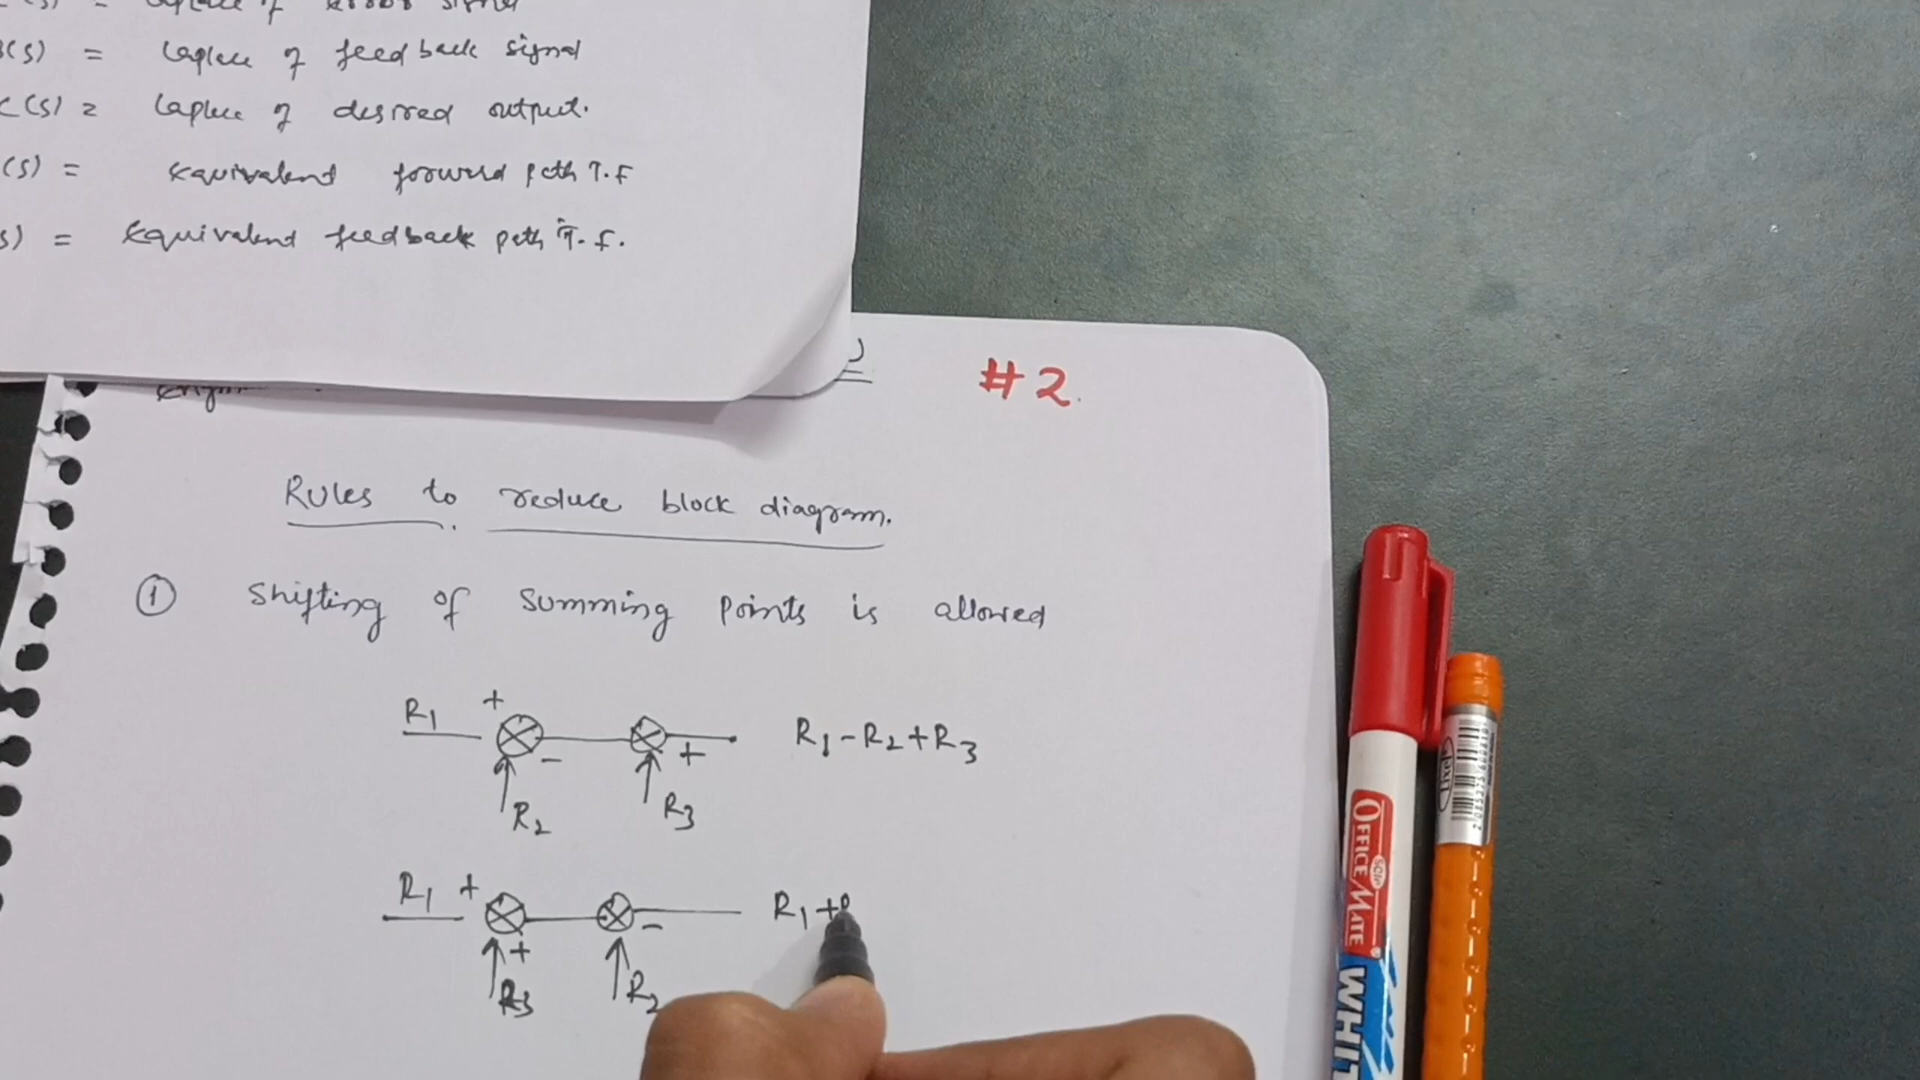 B(s) = laplace of feedback signal
C(s) = laplace of desired output.
(s) = Equivalent forward path T.F
s) = Equivalent feedback path T.F.
#2.
Rules to reduce block diagram.
① Shifting of summing points is allowed
R1 + - + R1-R2+R3
R2 R3
R1 + - R1+
+
R3 R2
OFFICE MATE
SCHI
WHIT